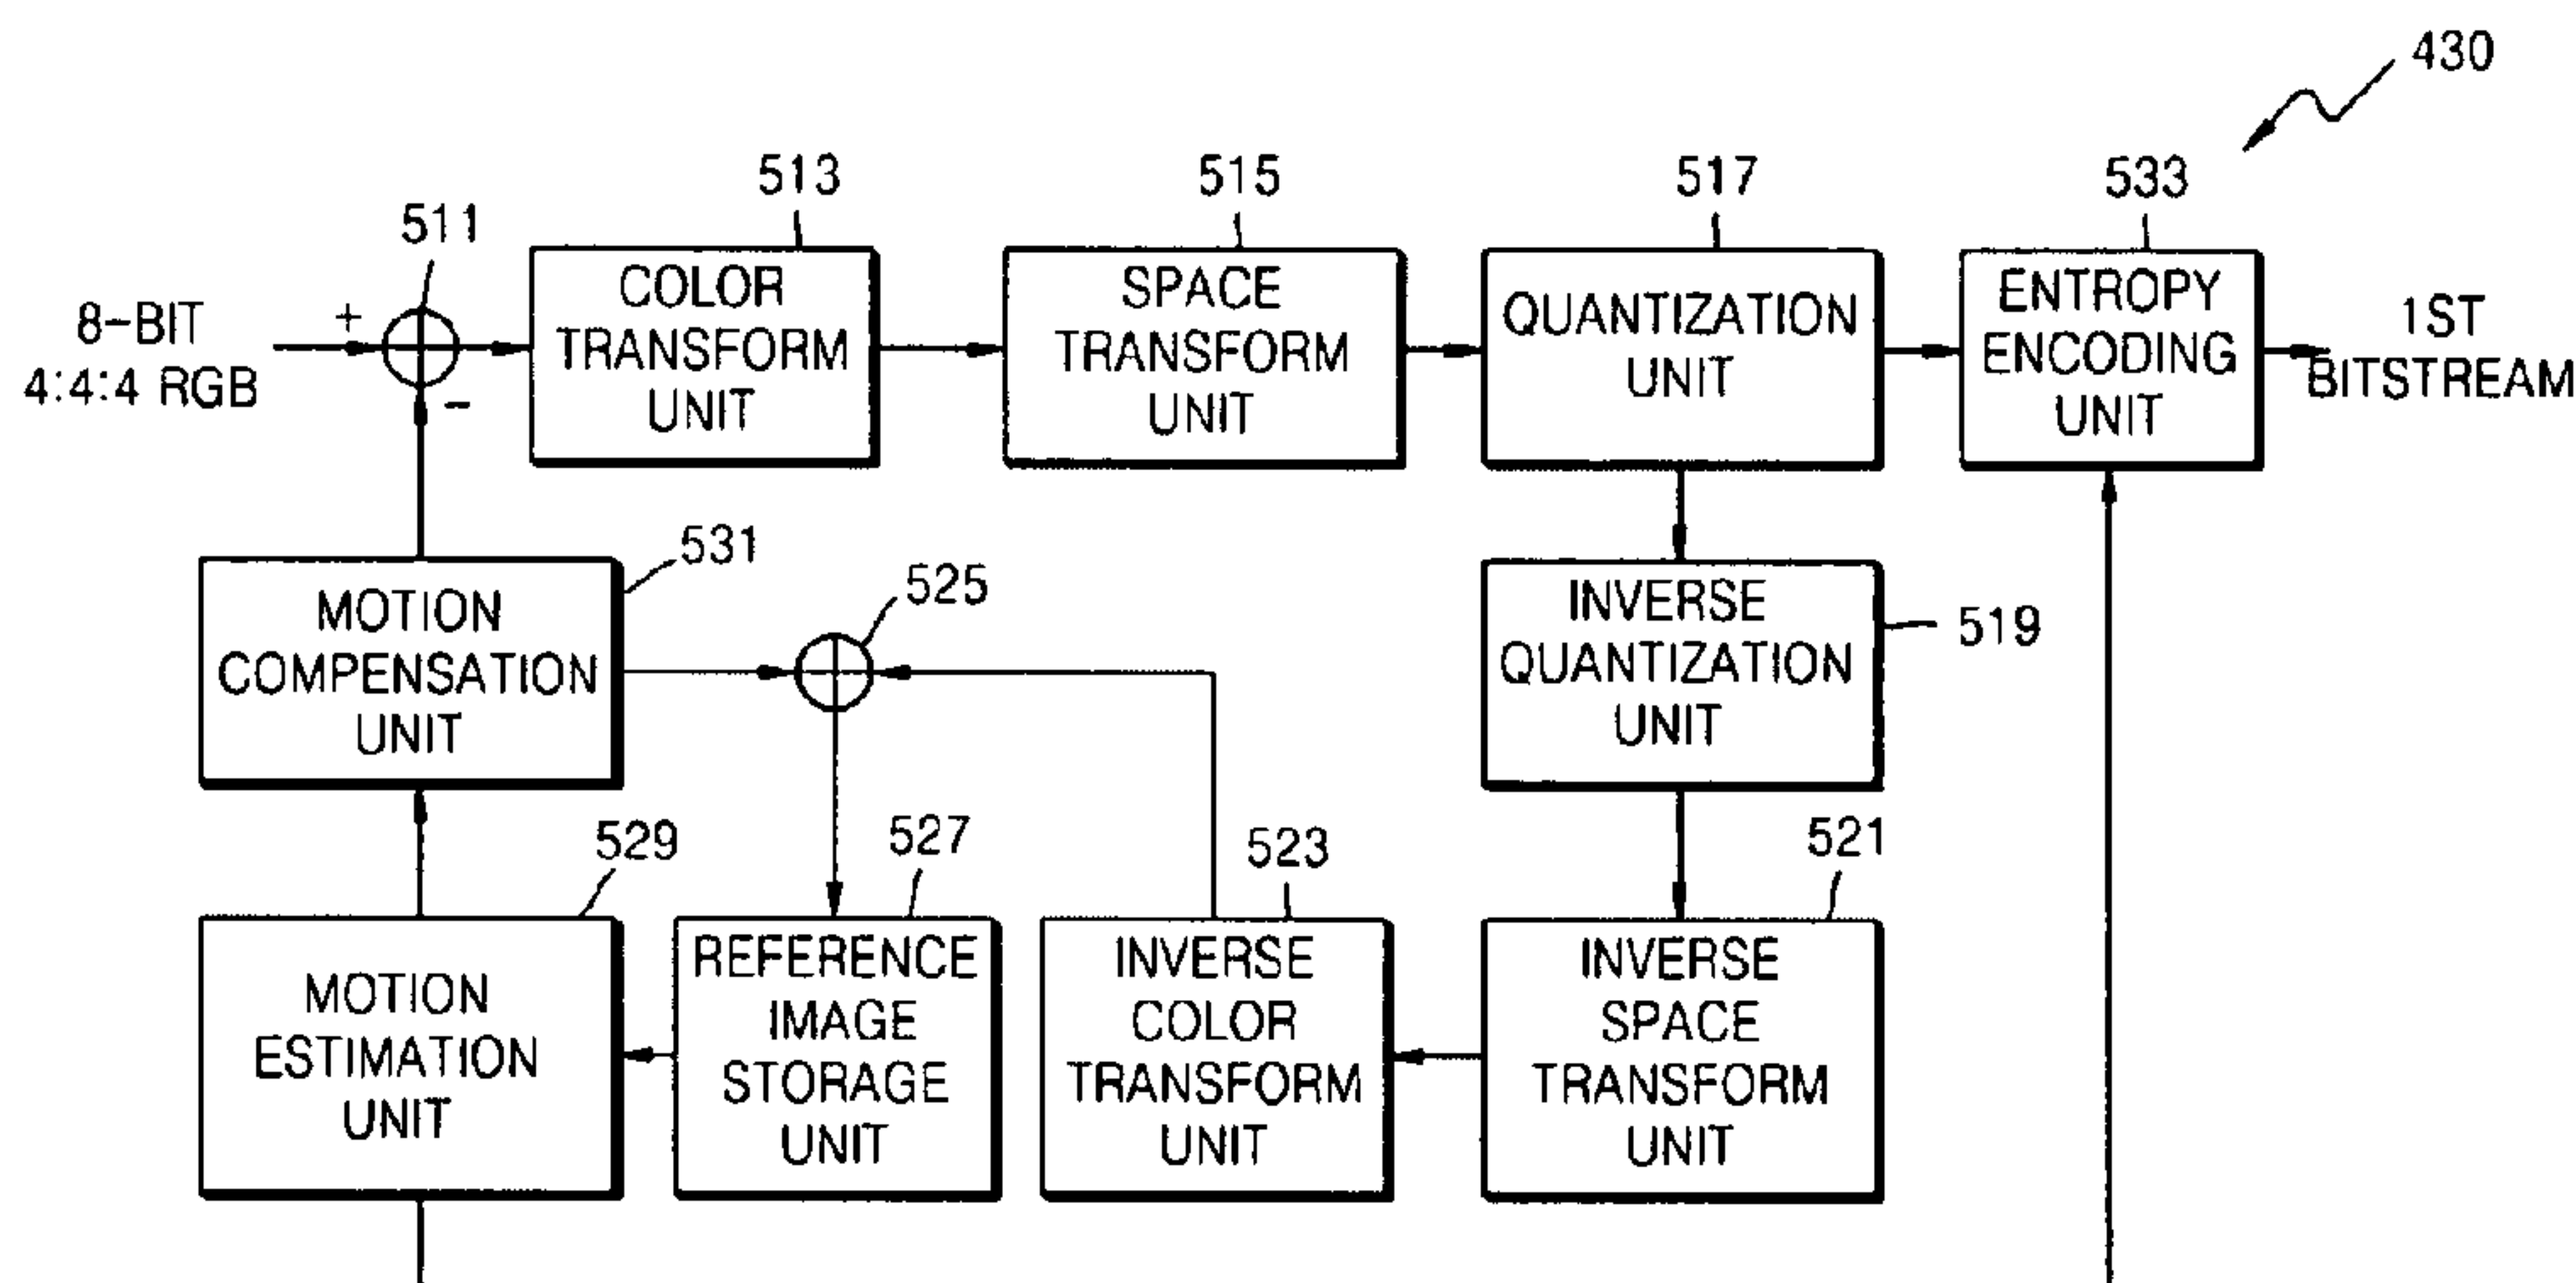 430
513
515
517
533
511
8-BIT
4:4:4 RGB
+
-
COLOR
TRANSFORM
UNIT
SPACE
TRANSFORM
UNIT
QUANTIZATION
UNIT
ENTROPY
ENCODING
UNIT
1ST
BITSTREAM
531
MOTION
COMPENSATION
UNIT
525
INVERSE
QUANTIZATION
UNIT
519
529
527
523
521
MOTION
ESTIMATION
UNIT
REFERENCE
IMAGE
STORAGE
UNIT
INVERSE
COLOR
TRANSFORM
UNIT
INVERSE
SPACE
TRANSFORM
UNIT